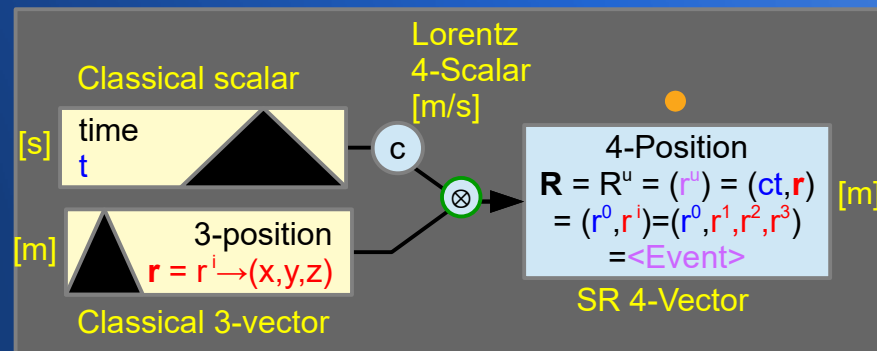 Lorentz
4-Scalar
[m/s]
Classical scalar
[s]
time
t
c
⊗
[m]
3-position
r = r^i→(x,y,z)
Classical 3-vector
4-Position
R = R^u = (r^u) = (ct,r)
= (r^0,r^i)=(r^0,r^1,r^2,r^3)
=<Event>
[m]
SR 4-Vector